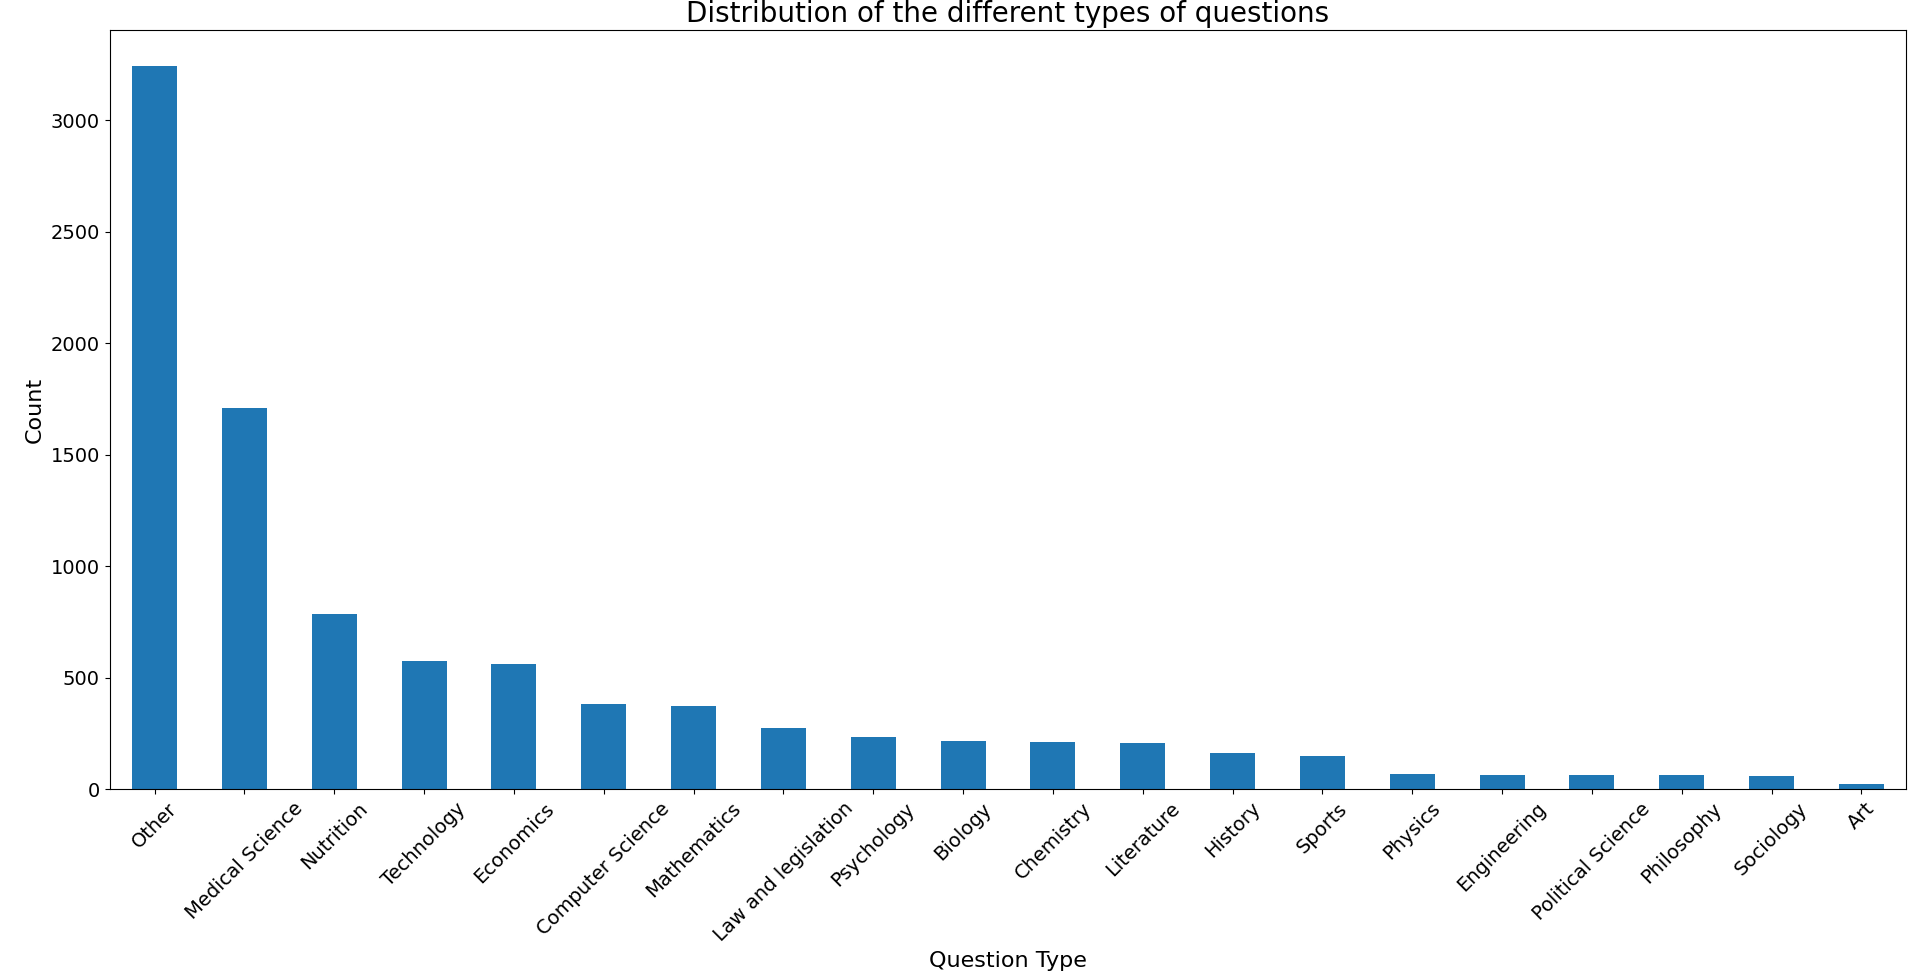 Distribution of the different types of questions
3000
2500
2000
1500
1000
500
0
Count
Other
Medical Science
Nutrition
Technology
Economics
Computer Science
Mathematics
Law and legislation
Psychology
Biology
Chemistry
Literature
History
Sports
Physics
Engineering
Political Science
Philosophy
Sociology
Art
Question Type